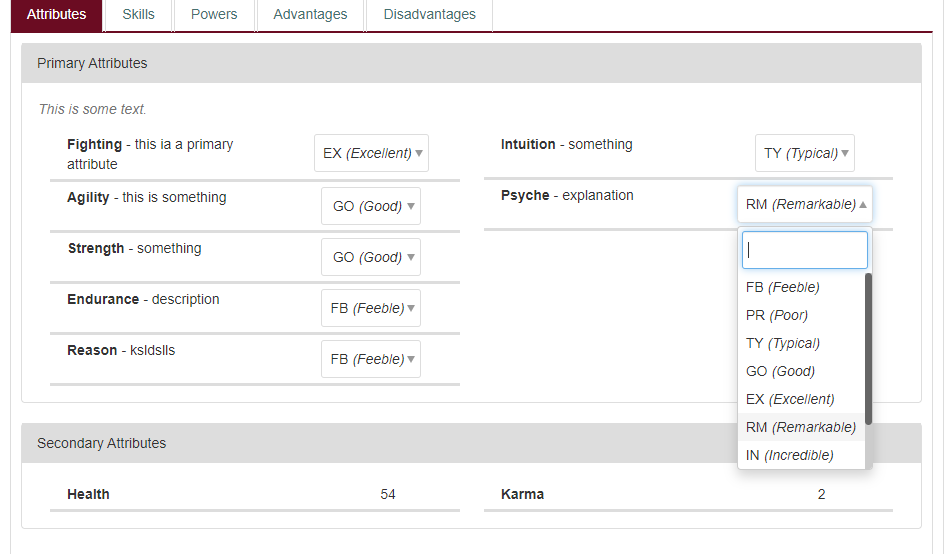 Attributes Skills Powers Advantages Disadvantages
Primary Attributes
This is some text.
Fighting - this ia a primary
attribute
EX (Excellent)
Agility - this is something
GO (Good)
Strength - something
GO (Good)
Endurance - description
FB (Feeble)
Reason - ksldslls
FB (Feeble)
Intuition - something
TY (Typical)
Psyche - explanation
RM (Remarkable)
FB (Feeble)
PR (Poor)
TY (Typical)
GO (Good)
EX (Excellent)
RM (Remarkable)
IN (Incredible)
Secondary Attributes
Health 54
Karma 2